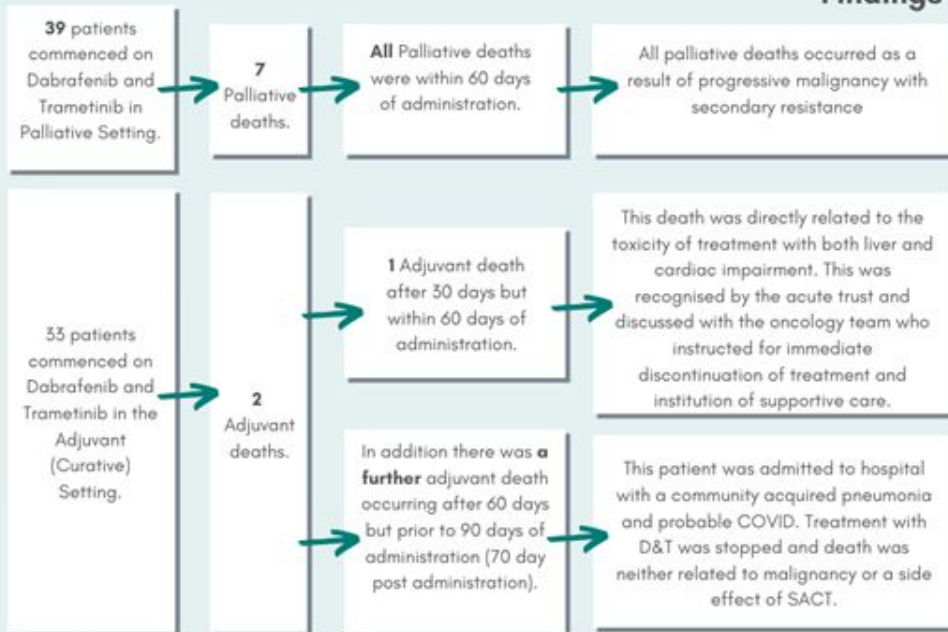 Findings
39 patients
commenced on
Dabrafenib and
Trametinib in
Palliative Setting.
7
Palliative
deaths.
All Palliative deaths
were within 60 days
of administration.
All palliative deaths occurred as a
result of progressive malignancy with
secondary resistance
33 patients
commenced on
Dabrafenib and
Trametinib in the
Adjuvant
(Curative)
Setting.
2
Adjuvant
deaths.
1 Adjuvant death
after 30 days but
within 60 days of
administration.
This death was directly related to the
toxicity of treatment with both liver and
cardiac impairment. This was
recognised by the acute trust and
discussed with the oncology team who
instructed for immediate
discontinuation of treatment and
institution of supportive care.
In addition there was a
further adjuvant death
occurring after 60 days
but prior to 90 days of
administration (70 day
post administration).
This patient was admitted to hospital
with a community acquired pneumonia
and probable COVID. Treatment with
D&T was stopped and death was
neither related to malignancy or a side
effect of SACT.